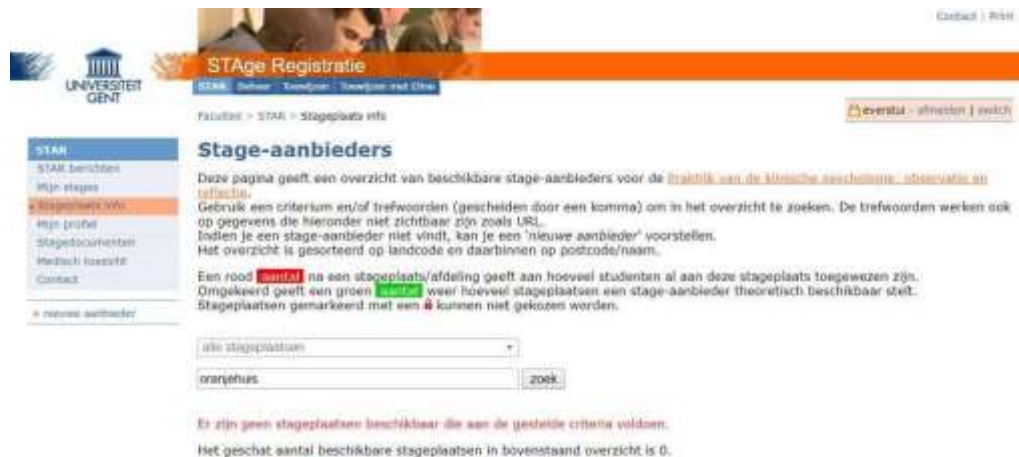 Contact | Print
STAge Registratie
UNIVERSITEIT
GENT
STAR Beheer Toewijzen Toewijzen met Cline
Faculteit > STAR > Stageplaats info
everstui - afmelden | switch
STAR
STAR berichten
Mijn stages
Stageplaats info
Mijn profiel
Stagedocumenten
Medisch toezicht
Contact
+ nieuwe aanbieder
Stage-aanbieders
Deze pagina geeft een overzicht van beschikbare stage-aanbieders voor de Praktijk van de klinische psychologie: observatie en
reflectie.
Gebruik een criterium en/of trefwoorden (gescheiden door een komma) om in het overzicht te zoeken. De trefwoorden werken ook
op gegevens die hieronder niet zichtbaar zijn zoals URL.
Indien je een stage-aanbieder niet vindt, kan je een 'nieuwe aanbieder' voorstellen.
Het overzicht is gesorteerd op landcode en daarbinnen op postcode/naam.
Een rood aantal na een stageplaats/afdeling geeft aan hoeveel studenten al aan deze stageplaats toegewezen zijn.
Omgekeerd geeft een groen aantal weer hoeveel stageplaatsen een stage-aanbieder theoretisch beschikbaar stelt.
Stageplaatsen gemarkeerd met een kunnen niet gekozen worden.
alle stageplaatsen
oranjehuis
zoek
Er zijn geen stageplaatsen beschikbaar die aan de gestelde criteria voldoen.
Het geschat aantal beschikbare stageplaatsen in bovenstaand overzicht is 0.